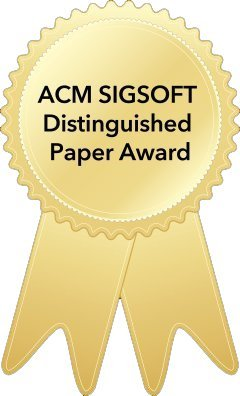 ACM SIGSOFT
Distinguished
Paper Award